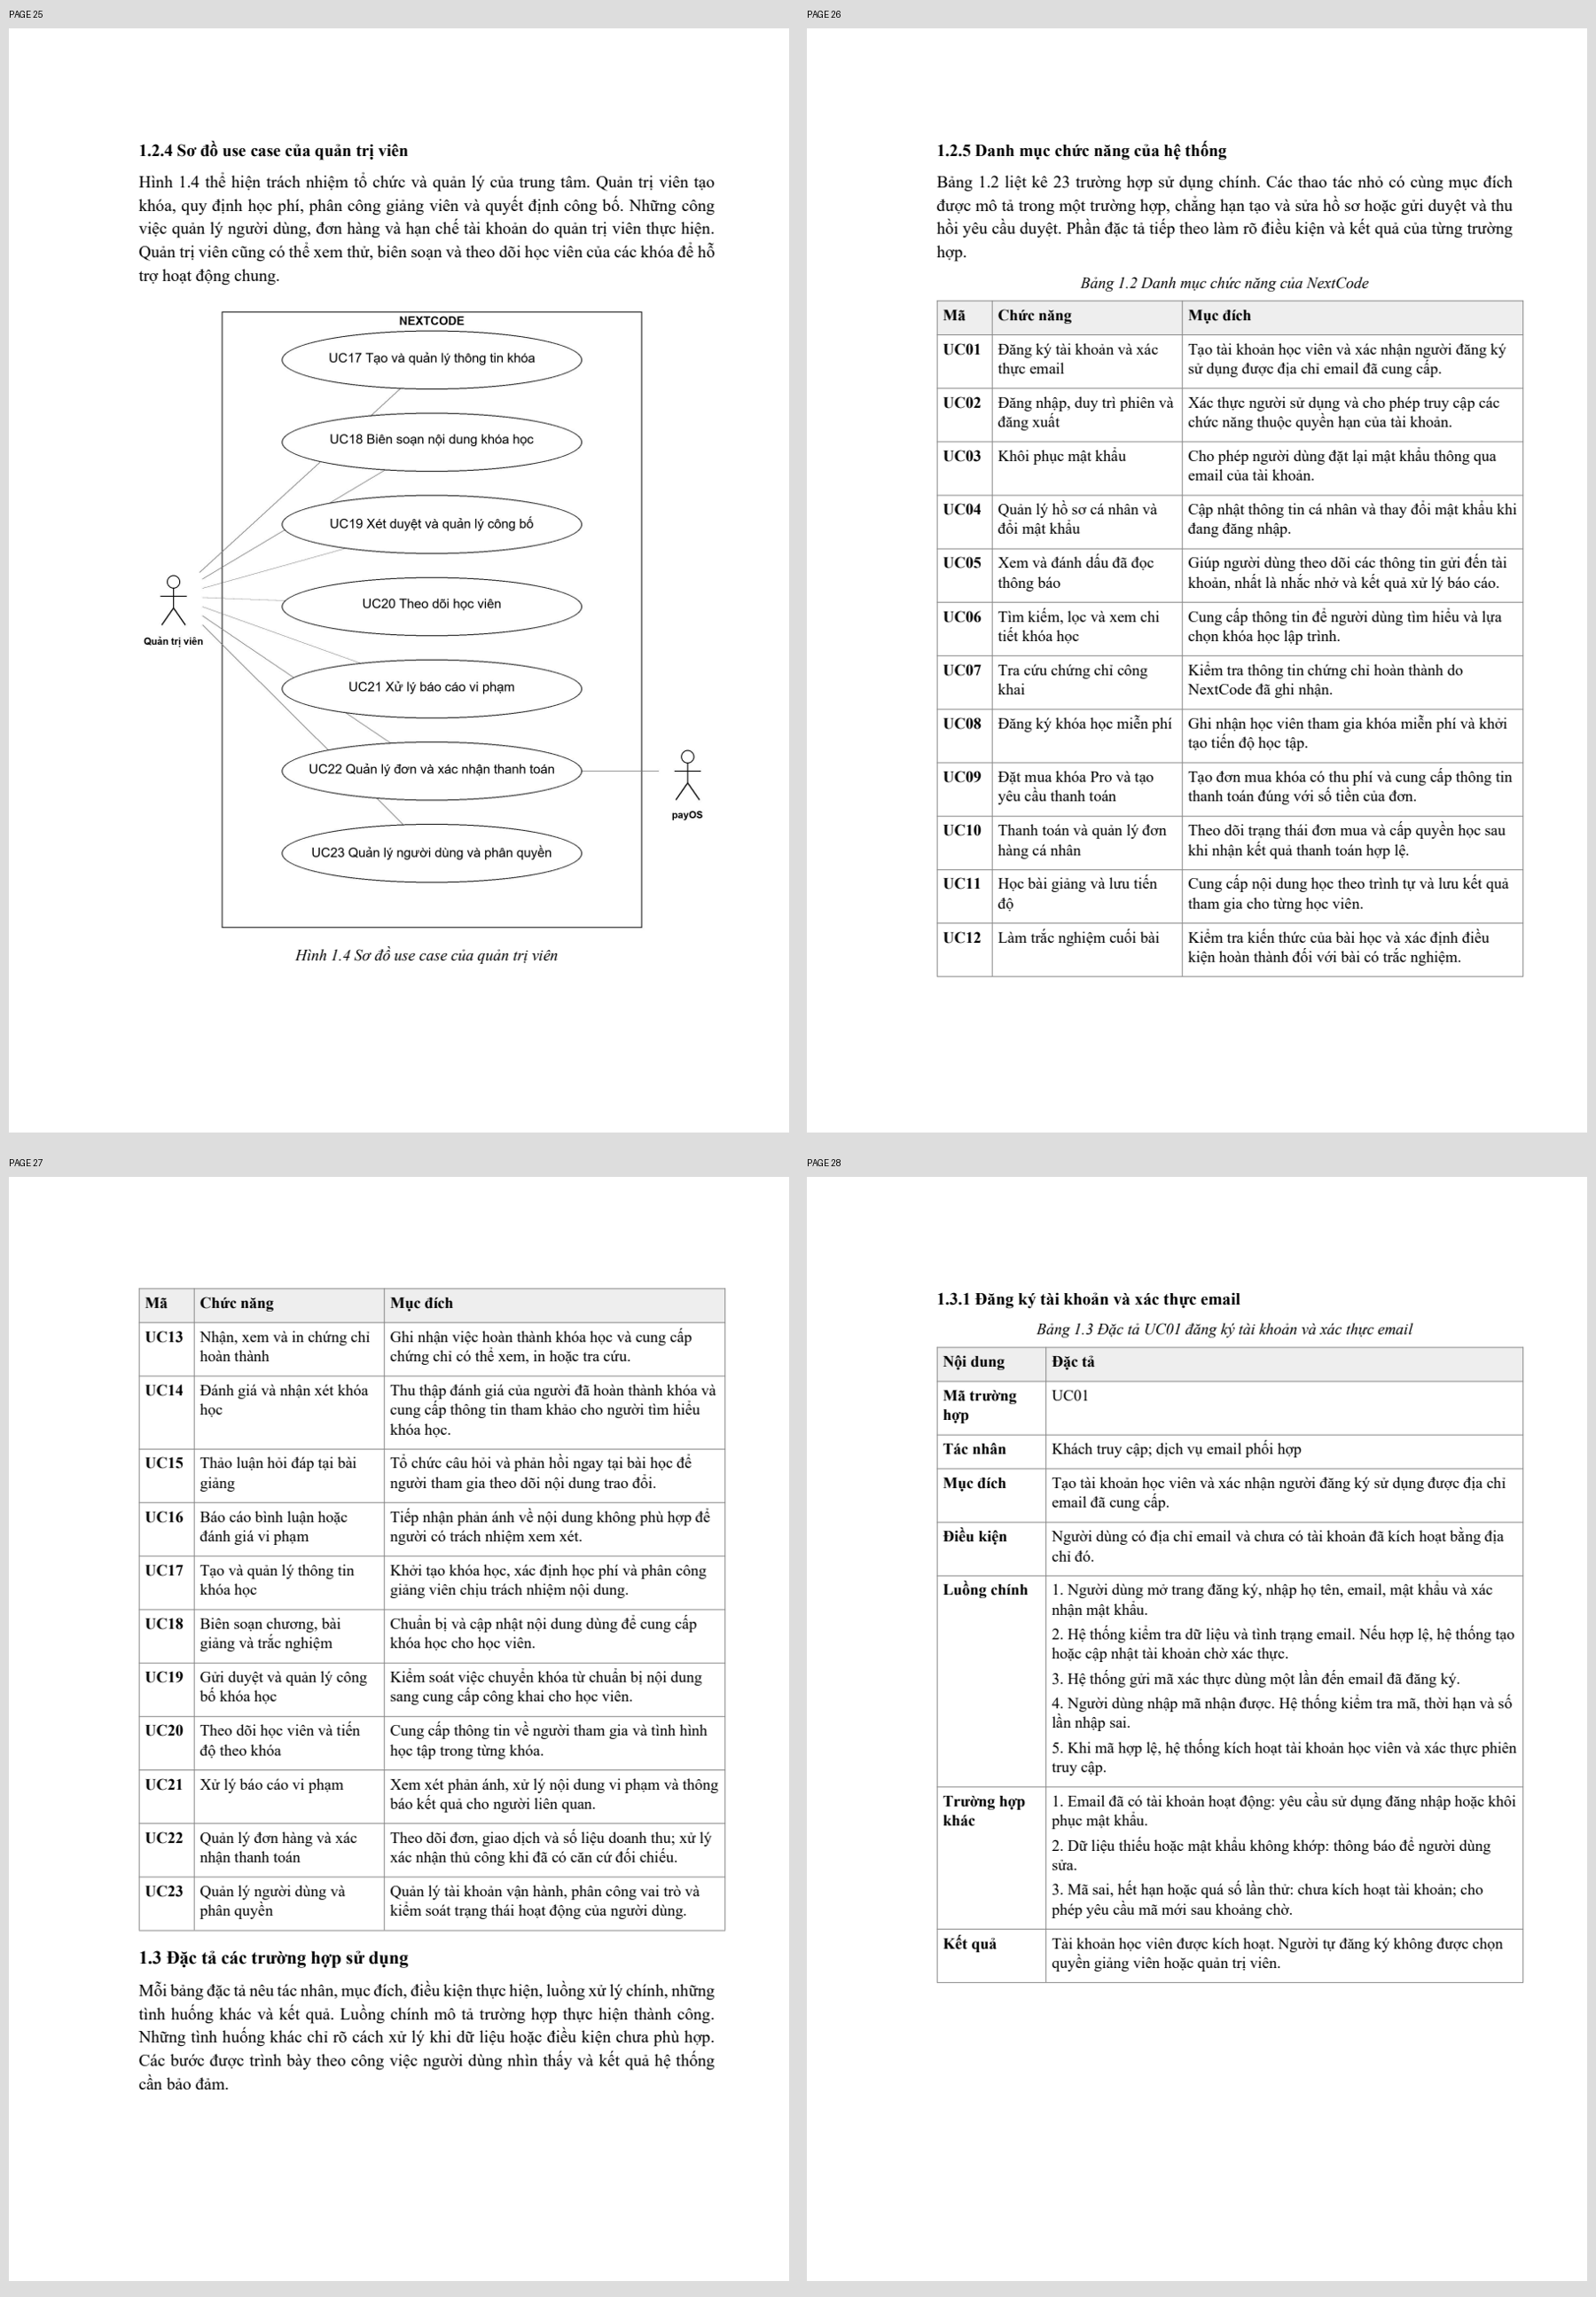 PAGE 25
1.2.4 Sơ đồ use case của quản trị viên
Hình 1.4 thể hiện trách nhiệm tổ chức và quản lý của trung tâm. Quản trị viên tạo
khóa, quy định học phí, phân công giảng viên và quyết định công bố. Những công
việc quản lý người dùng, đơn hàng và hạn chế tài khoản do quản trị viên thực hiện.
Quản trị viên cũng có thể xem thử, biên soạn và theo dõi học viên của các khóa để hỗ
trợ hoạt động chung.
NEXTCODE
UC17 Tạo và quản lý thông tin khóa
UC18 Biên soạn nội dung khóa học
UC19 Xét duyệt và quản lý công bố
UC20 Theo dõi học viên
Quản trị viên
UC21 Xử lý báo cáo vi phạm
UC22 Quản lý đơn và xác nhận thanh toán
payOS
UC23 Quản lý người dùng và phân quyền
Hình 1.4 Sơ đồ use case của quản trị viên
PAGE 26
1.2.5 Danh mục chức năng của hệ thống
Bảng 1.2 liệt kê 23 trường hợp sử dụng chính. Các thao tác nhỏ có cùng mục đích
được mô tả trong một trường hợp, chẳng hạn tạo và sửa hồ sơ hoặc gửi duyệt và thu
hồi yêu cầu duyệt. Phần đặc tả tiếp theo làm rõ điều kiện và kết quả của từng trường
hợp.
Bảng 1.2 Danh mục chức năng của NextCode
Mã Chức năng Mục đích
UC01 Đăng ký tài khoản và xác Tạo tài khoản học viên và xác nhận người đăng ký
thực email sử dụng được địa chỉ email đã cung cấp.
UC02 Đăng nhập, duy trì phiên và Xác thực người sử dụng và cho phép truy cập các
đăng xuất chức năng thuộc quyền hạn của tài khoản.
UC03 Khôi phục mật khẩu Cho phép người dùng đặt lại mật khẩu thông qua
email của tài khoản.
UC04 Quản lý hồ sơ cá nhân và Cập nhật thông tin cá nhân và thay đổi mật khẩu khi
đổi mật khẩu đang đăng nhập.
UC05 Xem và đánh dấu đã đọc Giúp người dùng theo dõi các thông tin gửi đến tài
thông báo khoản, nhất là nhắc nhở và kết quả xử lý báo cáo.
UC06 Tìm kiếm, lọc và xem chi Cung cấp thông tin để người dùng tìm hiểu và lựa
tiết khóa học chọn khóa học lập trình.
UC07 Tra cứu chứng chỉ công Kiểm tra thông tin chứng chỉ hoàn thành do
khai NextCode đã ghi nhận.
UC08 Đăng ký khóa học miễn phí Ghi nhận học viên tham gia khóa miễn phí và khởi
tạo tiến độ học tập.
UC09 Đặt mua khóa Pro và tạo Tạo đơn mua khóa có thu phí và cung cấp thông tin
yêu cầu thanh toán thanh toán đúng với số tiền của đơn.
UC10 Thanh toán và quản lý đơn Theo dõi trạng thái đơn mua và cấp quyền học sau
hàng cá nhân khi nhận kết quả thanh toán hợp lệ.
UC11 Học bài giảng và lưu tiến Cung cấp nội dung học theo trình tự và lưu kết quả
độ tham gia cho từng học viên.
UC12 Làm trắc nghiệm cuối bài Kiểm tra kiến thức của bài học và xác định điều
kiện hoàn thành đối với bài có trắc nghiệm.
PAGE 27
Mã Chức năng Mục đích
UC13 Nhận, xem và in chứng chỉ Ghi nhận việc hoàn thành khóa học và cung cấp
hoàn thành chứng chỉ có thể xem, in hoặc tra cứu.
UC14 Đánh giá và nhận xét khóa Thu thập đánh giá của người đã hoàn thành khóa và
học cung cấp thông tin tham khảo cho người tìm hiểu
khóa học.
UC15 Thảo luận hỏi đáp tại bài Tổ chức câu hỏi và phản hồi ngay tại bài học để
giảng người tham gia theo dõi nội dung trao đổi.
UC16 Báo cáo bình luận hoặc Tiếp nhận phản ánh về nội dung không phù hợp để
đánh giá vi phạm người có trách nhiệm xem xét.
UC17 Tạo và quản lý thông tin Khởi tạo khóa học, xác định học phí và phân công
khóa học giảng viên chịu trách nhiệm nội dung.
UC18 Biên soạn chương, bài Chuẩn bị và cập nhật nội dung dùng để cung cấp
giảng và trắc nghiệm khóa học cho học viên.
UC19 Gửi duyệt và quản lý công Kiểm soát việc chuyển khóa từ chuẩn bị nội dung
bố khóa học sang cung cấp công khai cho học viên.
UC20 Theo dõi học viên và tiến Cung cấp thông tin về người tham gia và tình hình
độ theo khóa học tập trong từng khóa.
UC21 Xử lý báo cáo vi phạm Xem xét phản ánh, xử lý nội dung vi phạm và thông
báo kết quả cho người liên quan.
UC22 Quản lý đơn hàng và xác Theo dõi đơn, giao dịch và số liệu doanh thu; xử lý
nhận thanh toán xác nhận thủ công khi đã có căn cứ đối chiếu.
UC23 Quản lý người dùng và Quản lý tài khoản vận hành, phân công vai trò và
phân quyền kiểm soát trạng thái hoạt động của người dùng.
1.3 Đặc tả các trường hợp sử dụng
Mỗi bảng đặc tả nêu tác nhân, mục đích, điều kiện thực hiện, luồng xử lý chính, những
tình huống khác và kết quả. Luồng chính mô tả trường hợp thực hiện thành công.
Những tình huống khác chỉ rõ cách xử lý khi dữ liệu hoặc điều kiện chưa phù hợp.
Các bước được trình bày theo công việc người dùng nhìn thấy và kết quả hệ thống
cần bảo đảm.
PAGE 28
1.3.1 Đăng ký tài khoản và xác thực email
Bảng 1.3 Đặc tả UC01 đăng ký tài khoản và xác thực email
Nội dung Đặc tả
Mã trường UC01
hợp
Tác nhân Khách truy cập; dịch vụ email phối hợp
Mục đích Tạo tài khoản học viên và xác nhận người đăng ký sử dụng được địa chỉ
email đã cung cấp.
Điều kiện Người dùng có địa chỉ email và chưa có tài khoản đã kích hoạt bằng địa
chỉ đó.
Luồng chính 1. Người dùng mở trang đăng ký, nhập họ tên, email, mật khẩu và xác
nhận mật khẩu.
2. Hệ thống kiểm tra dữ liệu và tình trạng email. Nếu hợp lệ, hệ thống tạo
hoặc cập nhật tài khoản chờ xác thực.
3. Hệ thống gửi mã xác thực dùng một lần đến email đã đăng ký.
4. Người dùng nhập mã nhận được. Hệ thống kiểm tra mã, thời hạn và số
lần nhập sai.
5. Khi mã hợp lệ, hệ thống kích hoạt tài khoản học viên và xác thực phiên
truy cập.
Trường hợp 1. Email đã có tài khoản hoạt động: yêu cầu sử dụng đăng nhập hoặc khôi
khác phục mật khẩu.
2. Dữ liệu thiếu hoặc mật khẩu không khớp: thông báo để người dùng
sửa.
3. Mã sai, hết hạn hoặc quá số lần thử: chưa kích hoạt tài khoản; cho
phép yêu cầu mã mới sau khoảng chờ.
Kết quả Tài khoản học viên được kích hoạt. Người tự đăng ký không được chọn
quyền giảng viên hoặc quản trị viên.